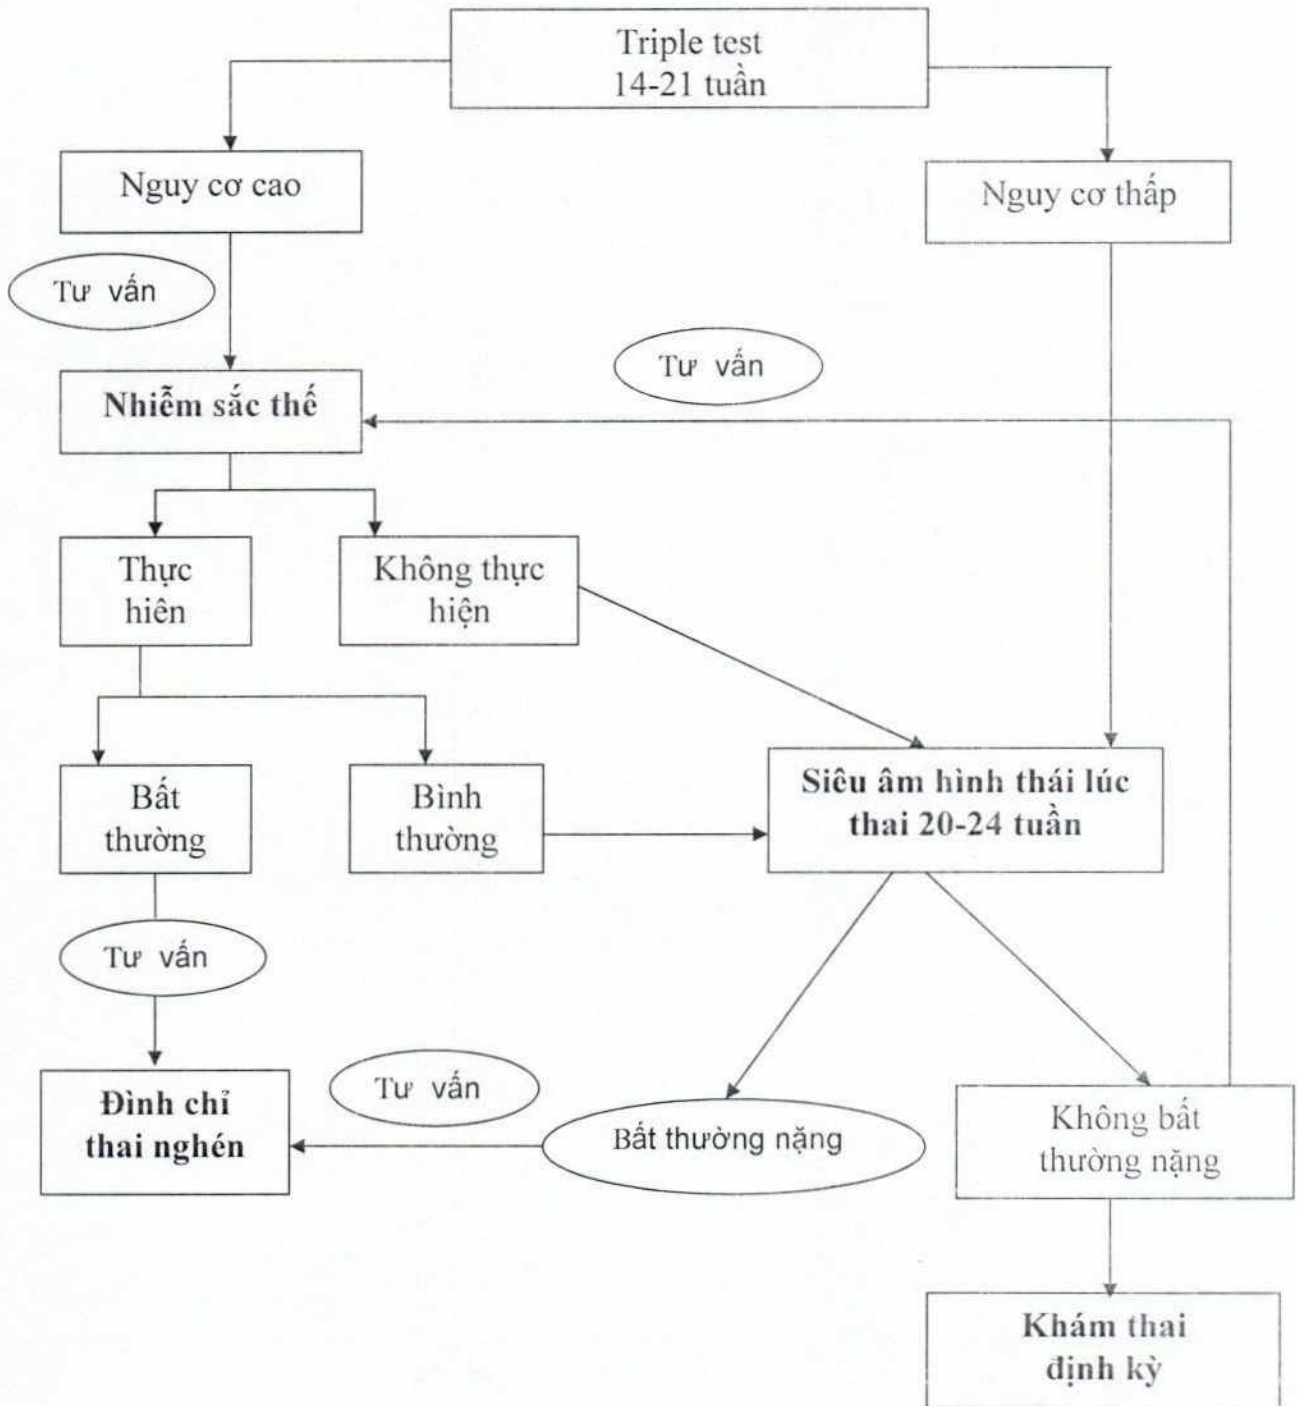 Triple test
14-21 tuần
Nguy cơ cao
Nguy cơ thấp
Tư vấn
Tư vấn
Nhiễm sắc thế
Thực
hiên
Không thực
hiện
Bất
thường
Bình
thường
Siêu âm hình thái lúc
thai 20-24 tuần
Tư vấn
Đình chỉ
thai nghén
Tư vấn
Bất thường nặng
Không bất
thường nặng
Khám thai
định kỳ